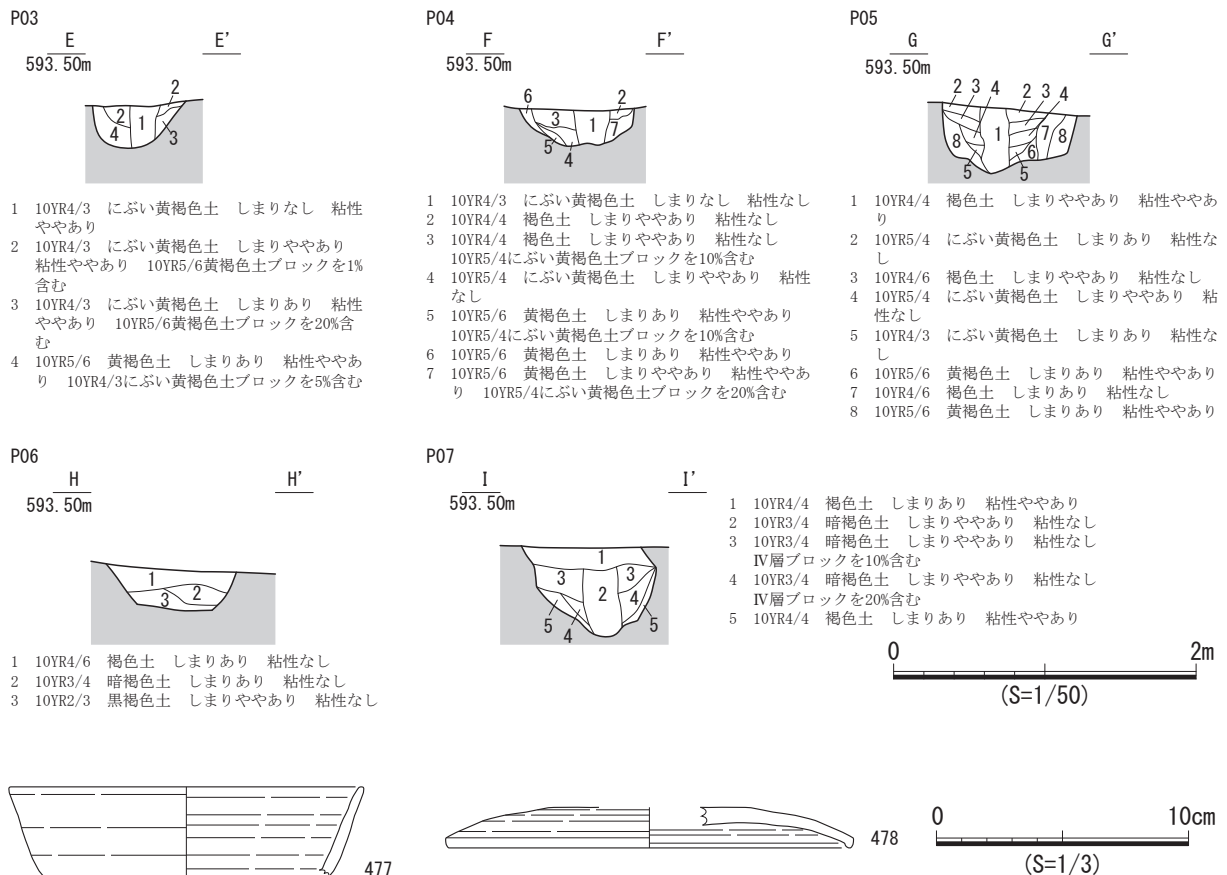 P03
E E’
593.50m
2
2 1
4 3
1 10YR4/3 にぶい黄褐色土 しまりなし 粘性
ややあり
2 10YR4/3 にぶい黄褐色土 しまりややあり
粘性ややあり 10YR5/6黄褐色土ブロックを1%
含む
3 10YR4/3 にぶい黄褐色土 しまりあり 粘性
ややあり 10YR5/6黄褐色土ブロックを20%含
む
4 10YR5/6 黄褐色土 しまりあり 粘性ややあ
り 10YR4/3にぶい黄褐色土ブロックを5%含む
P04
F F’
593.50m
6 2
3 1 7
5 4
1 10YR4/3 にぶい黄褐色土 しまりなし 粘性なし
2 10YR4/4 褐色土 しまりややあり 粘性なし
3 10YR4/4 褐色土 しまりややあり 粘性なし
10YR5/4にぶい黄褐色土ブロックを10%含む
4 10YR5/4 にぶい黄褐色土 しまりややあり 粘性
なし
5 10YR5/6 黄褐色土 しまりあり 粘性ややあり
10YR5/4にぶい黄褐色土ブロックを10%含む
6 10YR5/6 黄褐色土 しまりあり 粘性ややあり
7 10YR5/6 黄褐色土 しまりややあり 粘性ややあ
り 10YR5/4にぶい黄褐色土ブロックを20%含む
P05
G G’
593.50m
2 3 4 2 3 4
8 1 7 8
6
5 5
1 10YR4/4 褐色土 しまりややあり 粘性ややあ
り
2 10YR5/4 にぶい黄褐色土 しまりあり 粘性な
し
3 10YR4/6 褐色土 しまりややあり 粘性なし
4 10YR5/4 にぶい黄褐色土 しまりややあり 粘
性なし
5 10YR4/3 にぶい黄褐色土 しまりあり 粘性な
し
6 10YR5/6 黄褐色土 しまりあり 粘性ややあり
7 10YR4/6 褐色土 しまりあり 粘性なし
8 10YR5/6 黄褐色土 しまりあり 粘性ややあり
P06
H H’
593.50m
1
3 2
1 10YR4/6 褐色土 しまりあり 粘性なし
2 10YR3/4 暗褐色土 しまりあり 粘性なし
3 10YR2/3 黒褐色土 しまりややあり 粘性なし
P07
I I’
593.50m
1
3 3
2 4
5 4 5
1 10YR4/4 褐色土 しまりあり 粘性ややあり
2 10YR3/4 暗褐色土 しまりややあり 粘性なし
3 10YR3/4 暗褐色土 しまりややあり 粘性なし
Ⅳ層ブロックを10%含む
4 10YR3/4 暗褐色土 しまりややあり 粘性なし
Ⅳ層ブロックを20%含む
5 10YR4/4 褐色土 しまりあり 粘性ややあり
0 2m
(S=1/50)
477
478
0 10cm
(S=1/3)